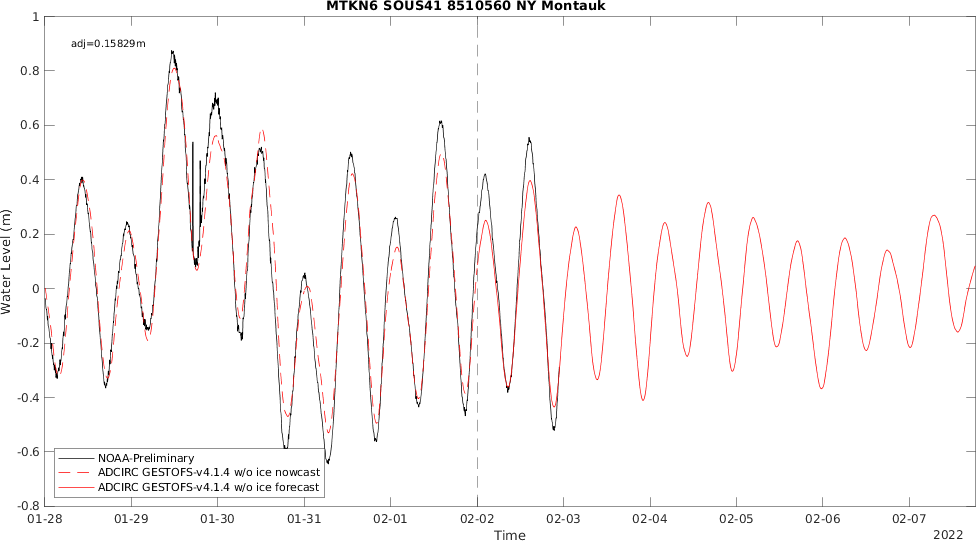 MTKN6 SOUS41 8510560 NY Montauk
adj=0.15829m
Water Level (m)
1
0.8
0.6
0.4
0.2
0
-0.2
-0.4
-0.6
-0.8
NOAA-Preliminary
ADCIRC GESTOFS-v4.1.4 w/o ice nowcast
ADCIRC GESTOFS-v4.1.4 w/o ice forecast
01-28 01-29 01-30 01-31 02-01 02-02 02-03 02-04 02-05 02-06 02-07
Time
2022